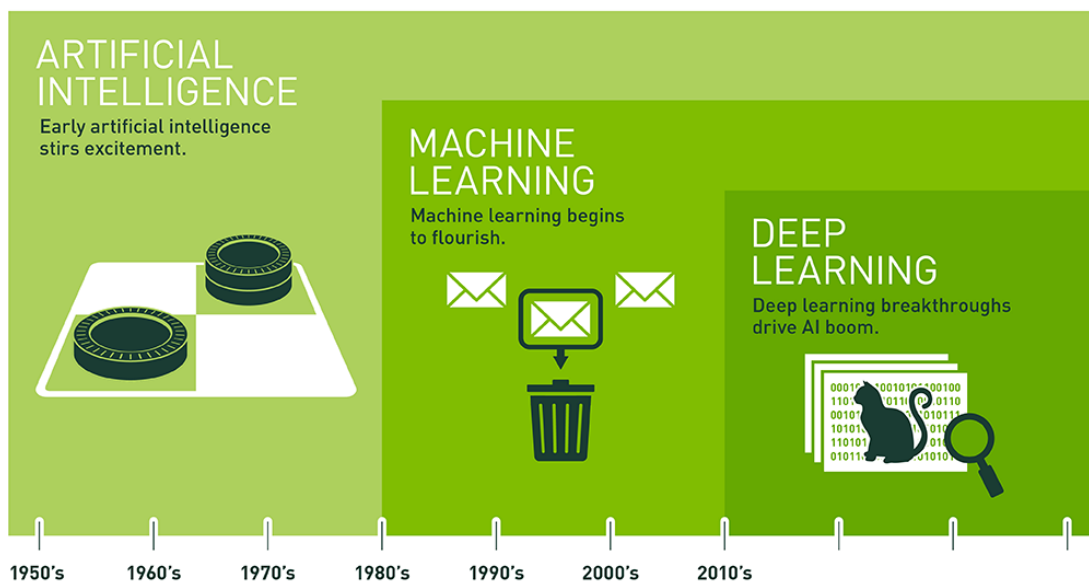 ARTIFICIAL
INTELLIGENCE
Early artificial intelligence
stirs excitement.
MACHINE
LEARNING
Machine learning begins
to flourish.
DEEP
LEARNING
Deep learning breakthroughs
drive AI boom.
1950's
1960's
1970's
1980's
1990's
2000's
2010's